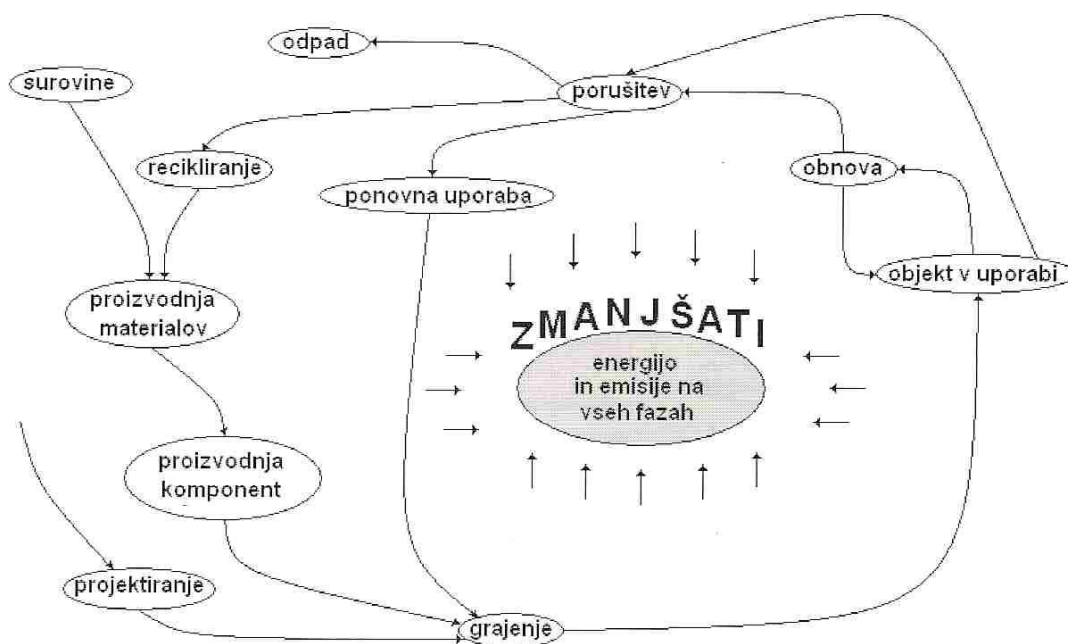 odpad
surovine
porušitev
recikliranje
obnova
ponovna uporaba
objekt v uporabi
proizvodnja
materialov
ZMANJŠATI
energijo
in emisije na
vseh fazah
proizvodnja
komponent
projektiranje
grajenje